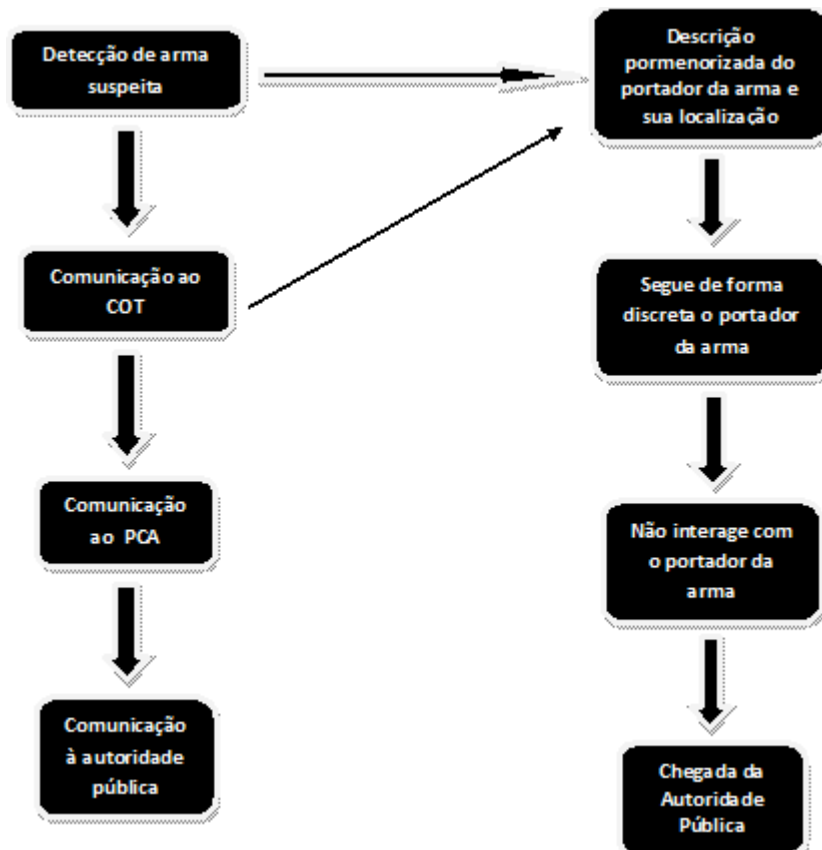 Detecção de arma
suspeita
Comunicação ao
COT
Comunicação
ao PCA
Comunicação
à autoridade
pública
Descrição
pormenorizada do
portador da arma e
sua localização
Segue de forma
discreta o portador
da arma
Não interage com
o portador da
arma
Chegada da
Autoridade
Pública